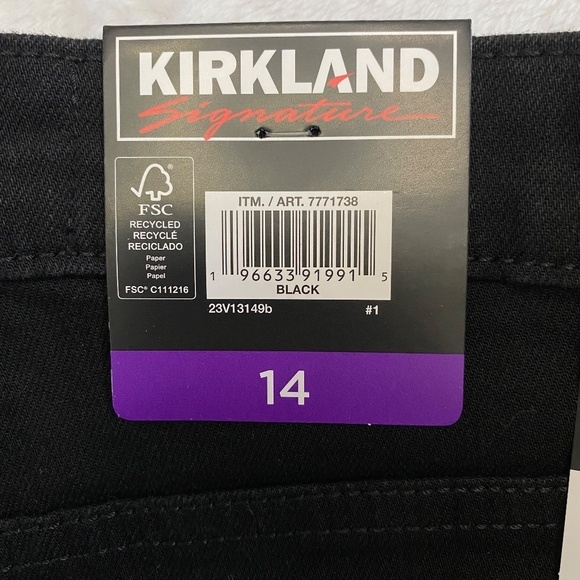 KIRKLAND
Signature
FSC
RECYCLED
RECYCLÉ
RECICLADO
Paper
Papier
Papel
FSC® C111216
ITM. / ART. 7771738
1 96633 91991 5
BLACK
23V13149b #1
14